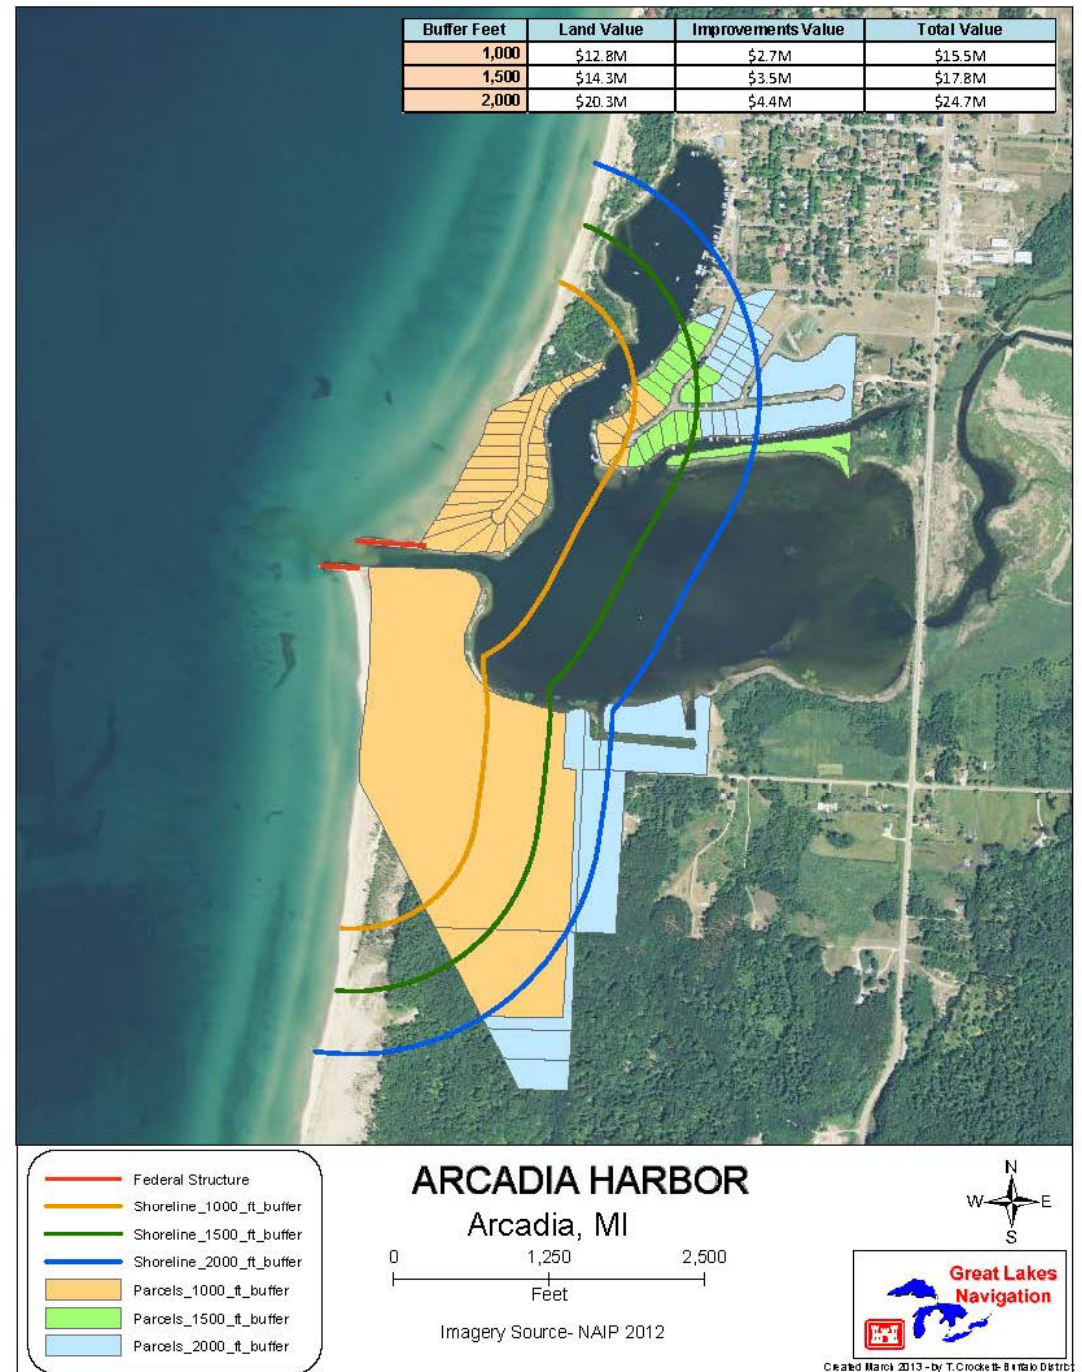 Buffer Feet Land Value Improvements Value Total Value
1,000 $12.8M $2.7M $15.5M
1,500 $14.3M $3.5M $17.8M
2,000 $20.3M $4.4M $24.7M
Federal Structure
Shoreline_1000_ft_buffer
Shoreline_1500_ft_buffer
Shoreline_2000_ft_buffer
Parcels_1000_ft_buffer
Parcels_1500_ft_buffer
Parcels_2000_ft_buffer
ARCADIA HARBOR
Arcadia, MI
0 1,250 2,500
Feet
Imagery Source- NAIP 2012
N
W E
S
Great Lakes
Navigation
Created March 2013 - by T. Crockett- Buffalo District